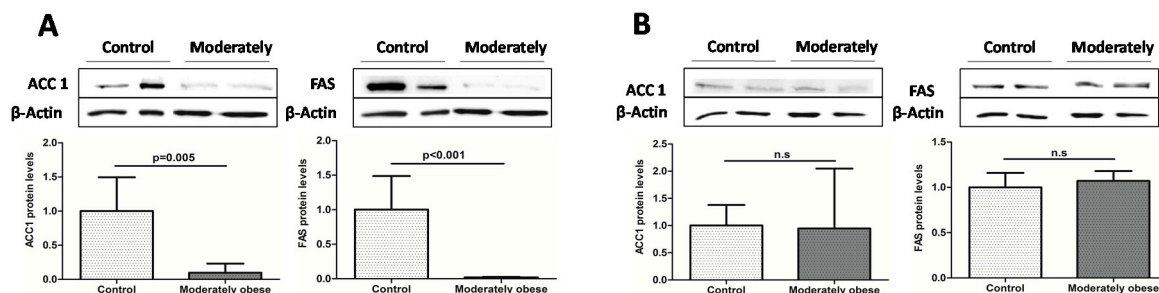 A
Control Moderately
ACC 1
β-Actin
ACC1 protein levels
2.0
1.5
1.0
0.5
0.0
p=0.005
Control Moderately obese
Control Moderately
FAS
β-Actin
FAS protein levels
2.0
1.5
1.0
0.5
0.0
p<0.001
Control Moderately obese
B
Control Moderately
ACC 1
β-Actin
ACC1 protein levels
2.5
2.0
1.5
1.0
0.5
0.0
n.s
Control Moderately obese
Control Moderately
FAS
β-Actin
FAS protein levels
1.5
1.0
0.5
0.0
n.s
Control Moderately obese